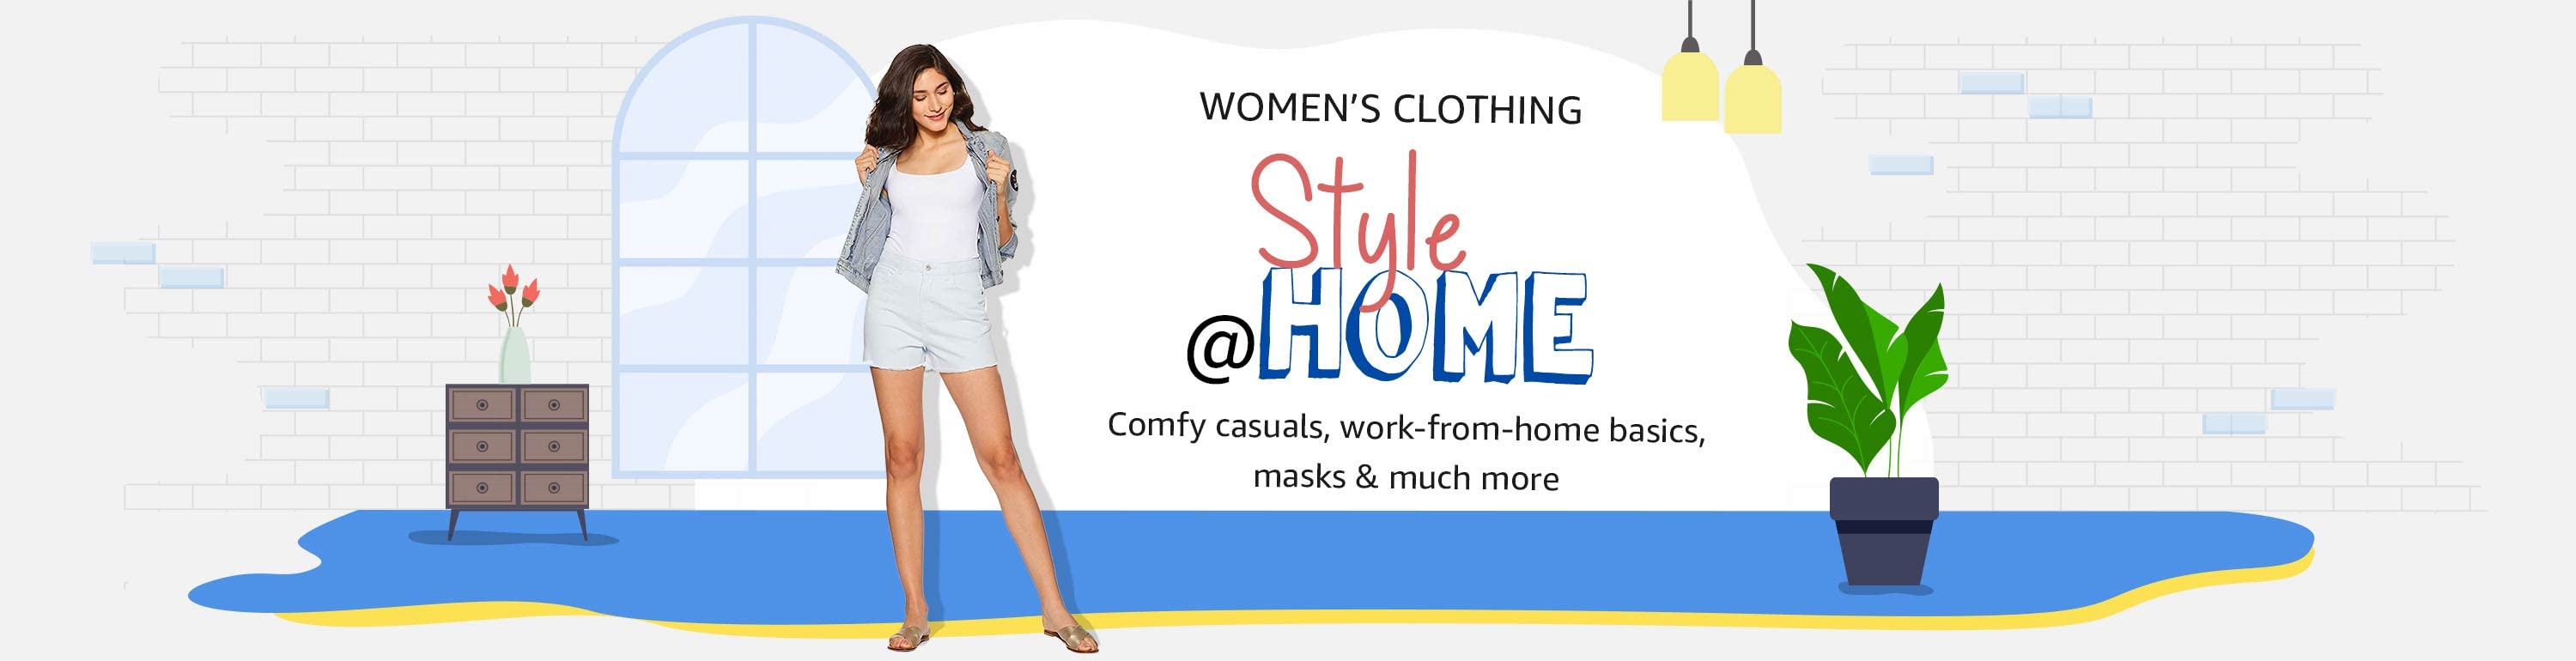 WOMEN’S CLOTHING
Style
@HOME
Comfy casuals, work-from-home basics,
masks & much more